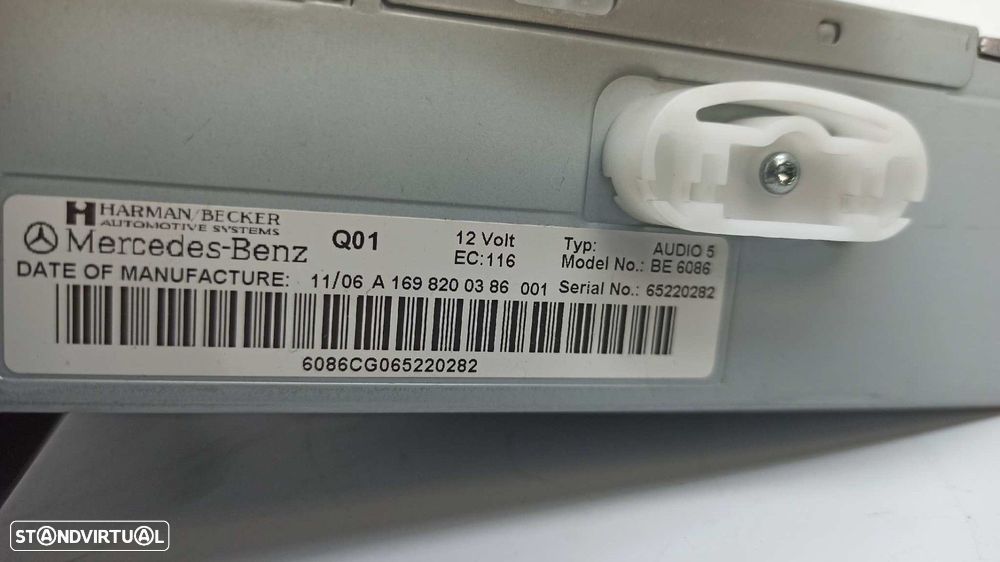 HARMAN/BECKER
AUTOMOTIVE SYSTEMS
Mercedes-Benz Q01 12 Volt Typ: AUDIO 5
EC:116 Model No.: BE 6086
DATE OF MANUFACTURE: 11/06 A 169 820 03 86 001 Serial No.: 65220282
6086CG065220282
STANDVIRTUAL